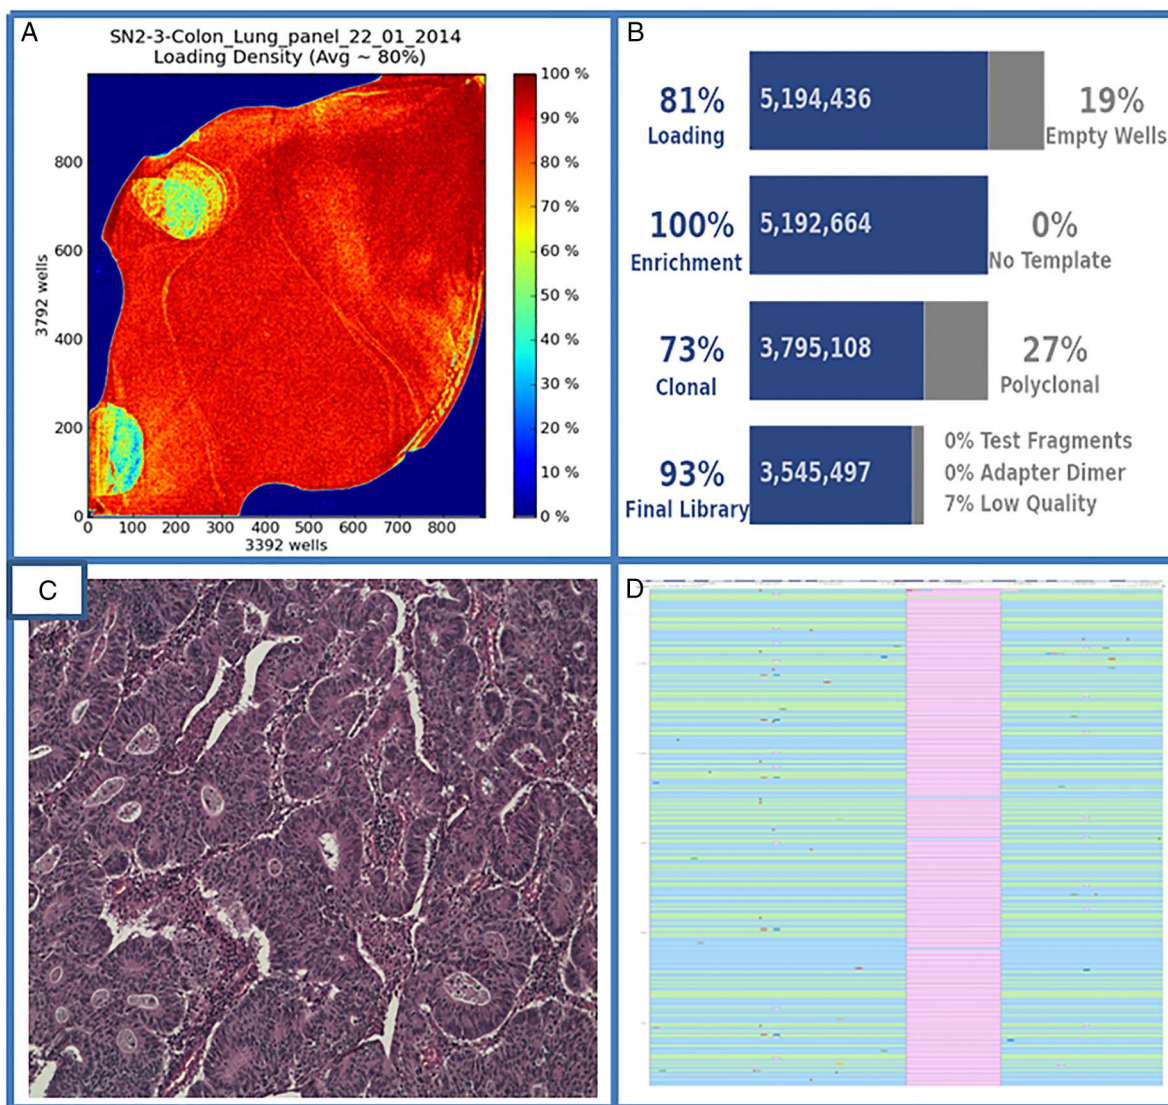 A
SN2-3-Colon_Lung_panel_22_01_2014
Loading Density (Avg ~ 80%)
3792 wells
800
600
400
200
0
0 100 200 300 400 500 600 700 800
3392 wells
100 %
90 %
80 %
70 %
60 %
50 %
40 %
30 %
20 %
10 %
0 %
B
81%
Loading
5,194,436
19%
Empty Wells
100%
Enrichment
5,192,664
0%
No Template
73%
Clonal
3,795,108
27%
Polyclonal
93%
Final Library
3,545,497
0% Test Fragments
0% Adapter Dimer
7% Low Quality
C
D